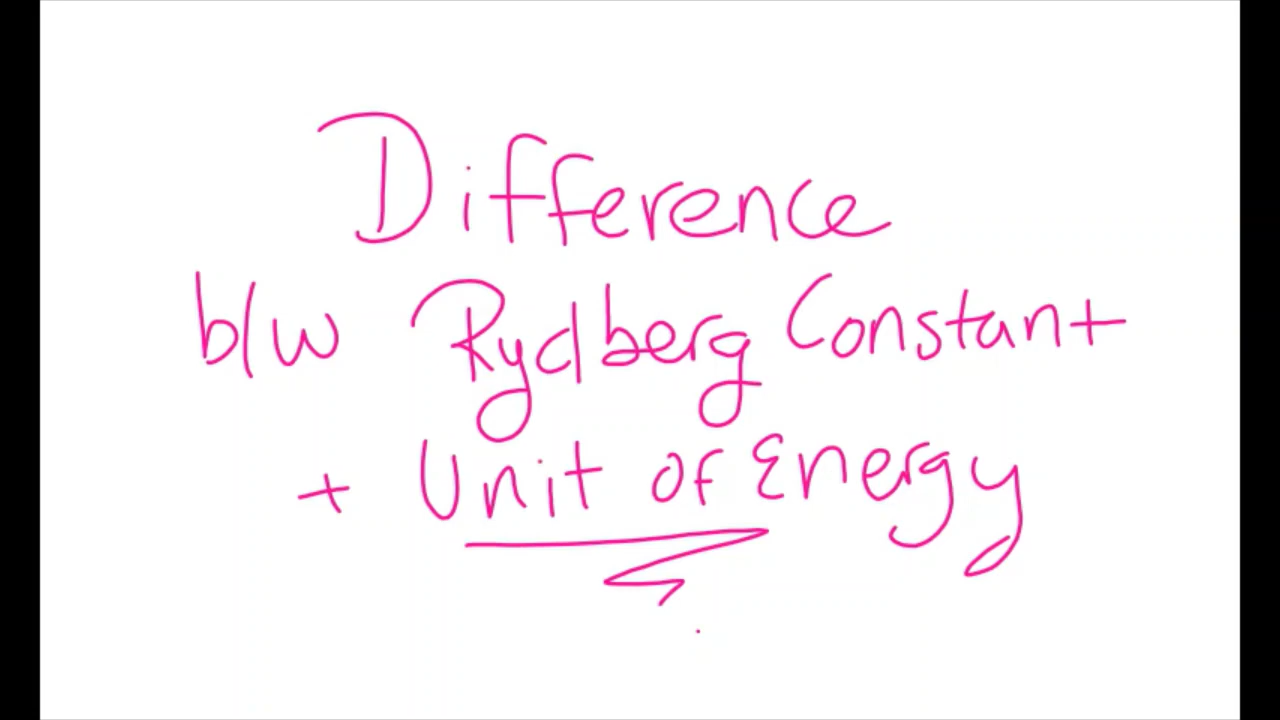 Difference
b/w Rydberg Constant
+ Unit of Energy